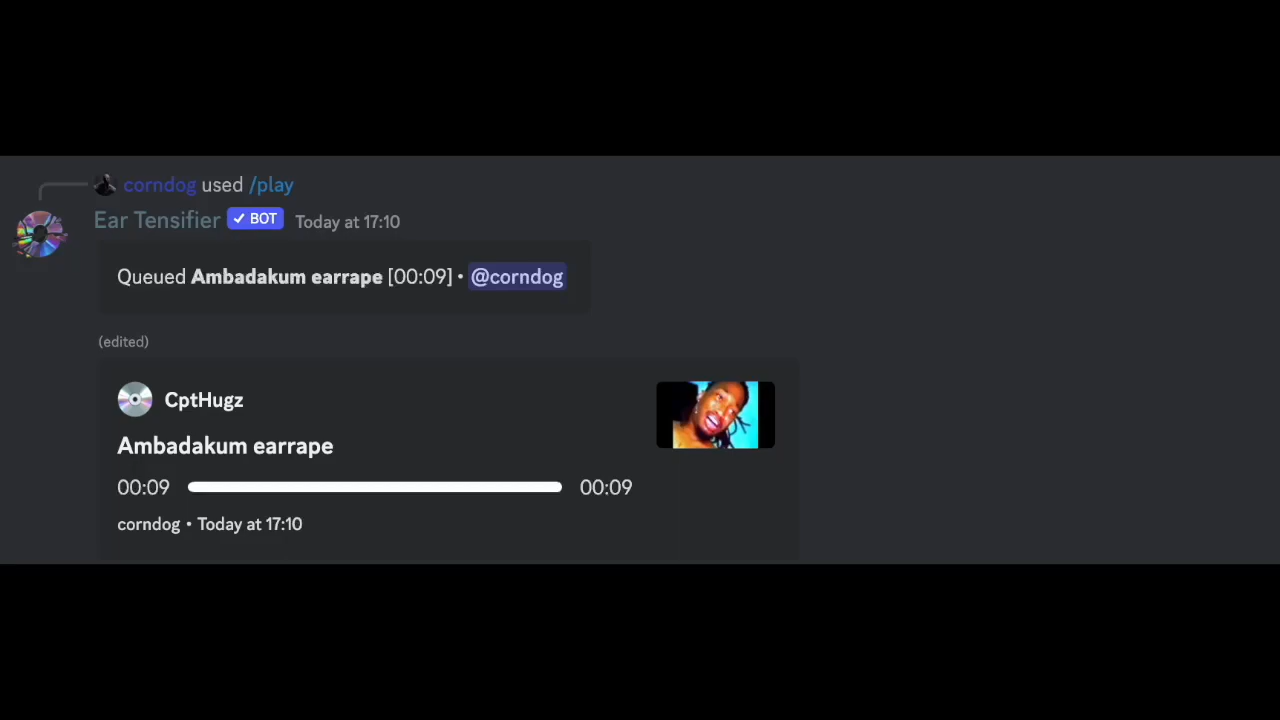 corndog used /play
Ear Tensifier ✓ BOT Today at 17:10
Queued Ambadakum earrape [00:09] • @corndog
(edited)
CptHugz
Ambadakum earrape
00:09 00:09
corndog • Today at 17:10